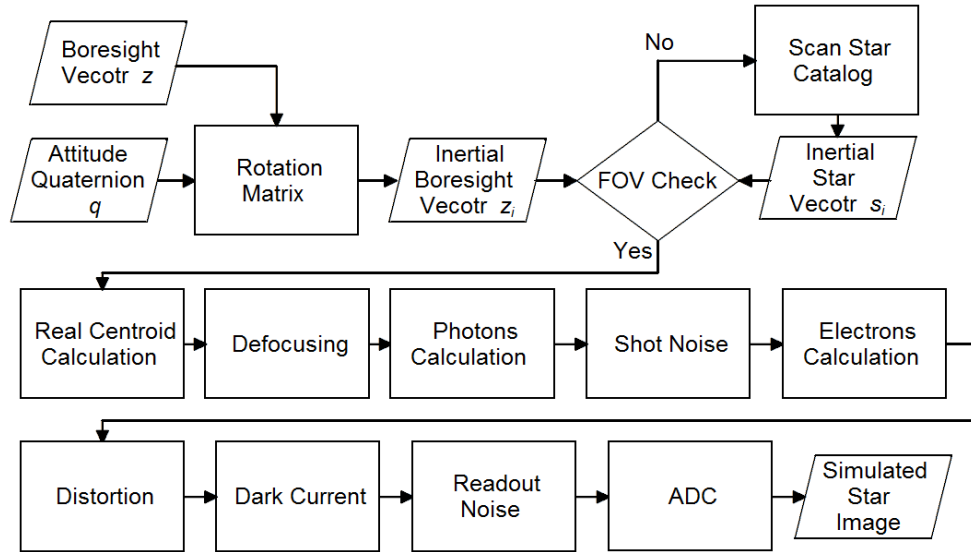 Boresight
Vecotr z
No
Scan Star
Catalog
Attitude
Quaternion
q
Rotation
Matrix
Inertial
Boresight
Vecotr zi
FOV Check
Inertial
Star
Vecotr si
Yes
Real Centroid
Calculation
Defocusing
Photons
Calculation
Shot Noise
Electrons
Calculation
Distortion
Dark Current
Readout
Noise
ADC
Simulated
Star
Image